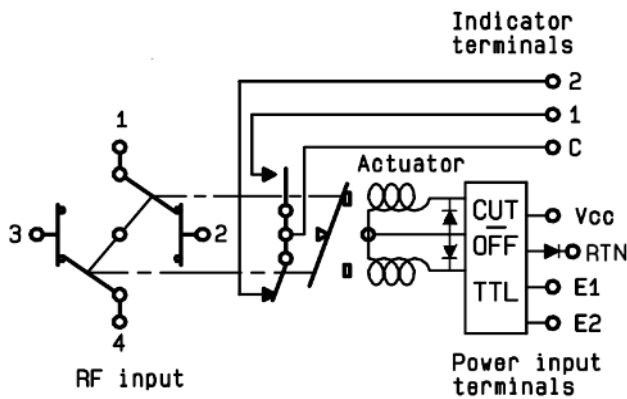 Indicator
terminals
2
1
C
1
Actuator
3
2
CUT
OFF
TTL
Vcc
RTN
E1
E2
4
RF input
Power input
terminals